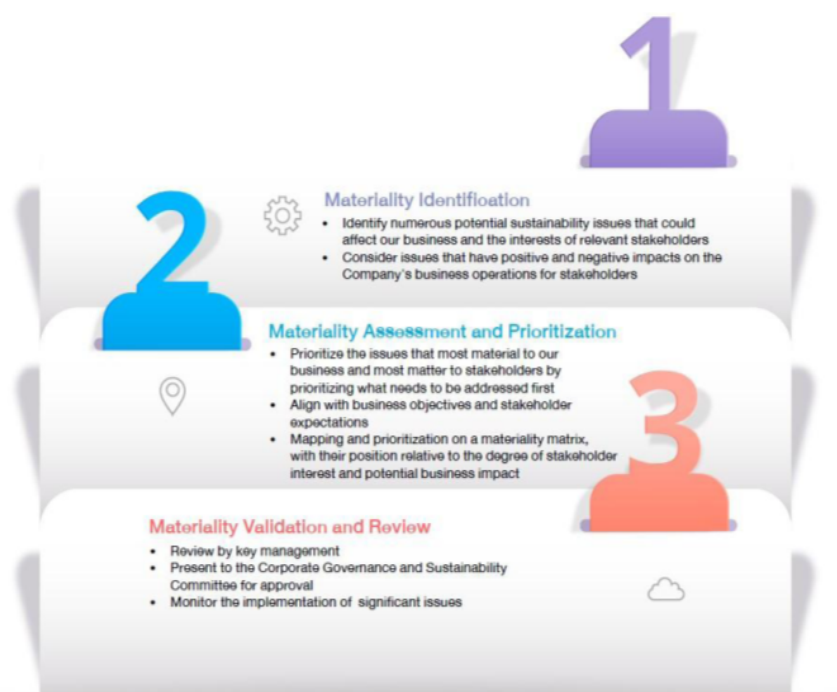 1
Materiality Identification
• Identify numerous potential sustainability issues that could
affect our business and the interests of relevant stakeholders
• Consider issues that have positive and negative impacts on the
Company's business operations for stakeholders
2
Materiality Assessment and Prioritization
• Prioritize the issues that most material to our
business and most matter to stakeholders by
prioritizing what needs to be addressed first
• Align with business objectives and stakeholder
expectations
• Mapping and prioritization on a materiality matrix,
with their position relative to the degree of stakeholder
interest and potential business impact
3
Materiality Validation and Review
• Review by key management
• Present to the Corporate Governance and Sustainability
Committee for approval
• Monitor the implementation of significant issues